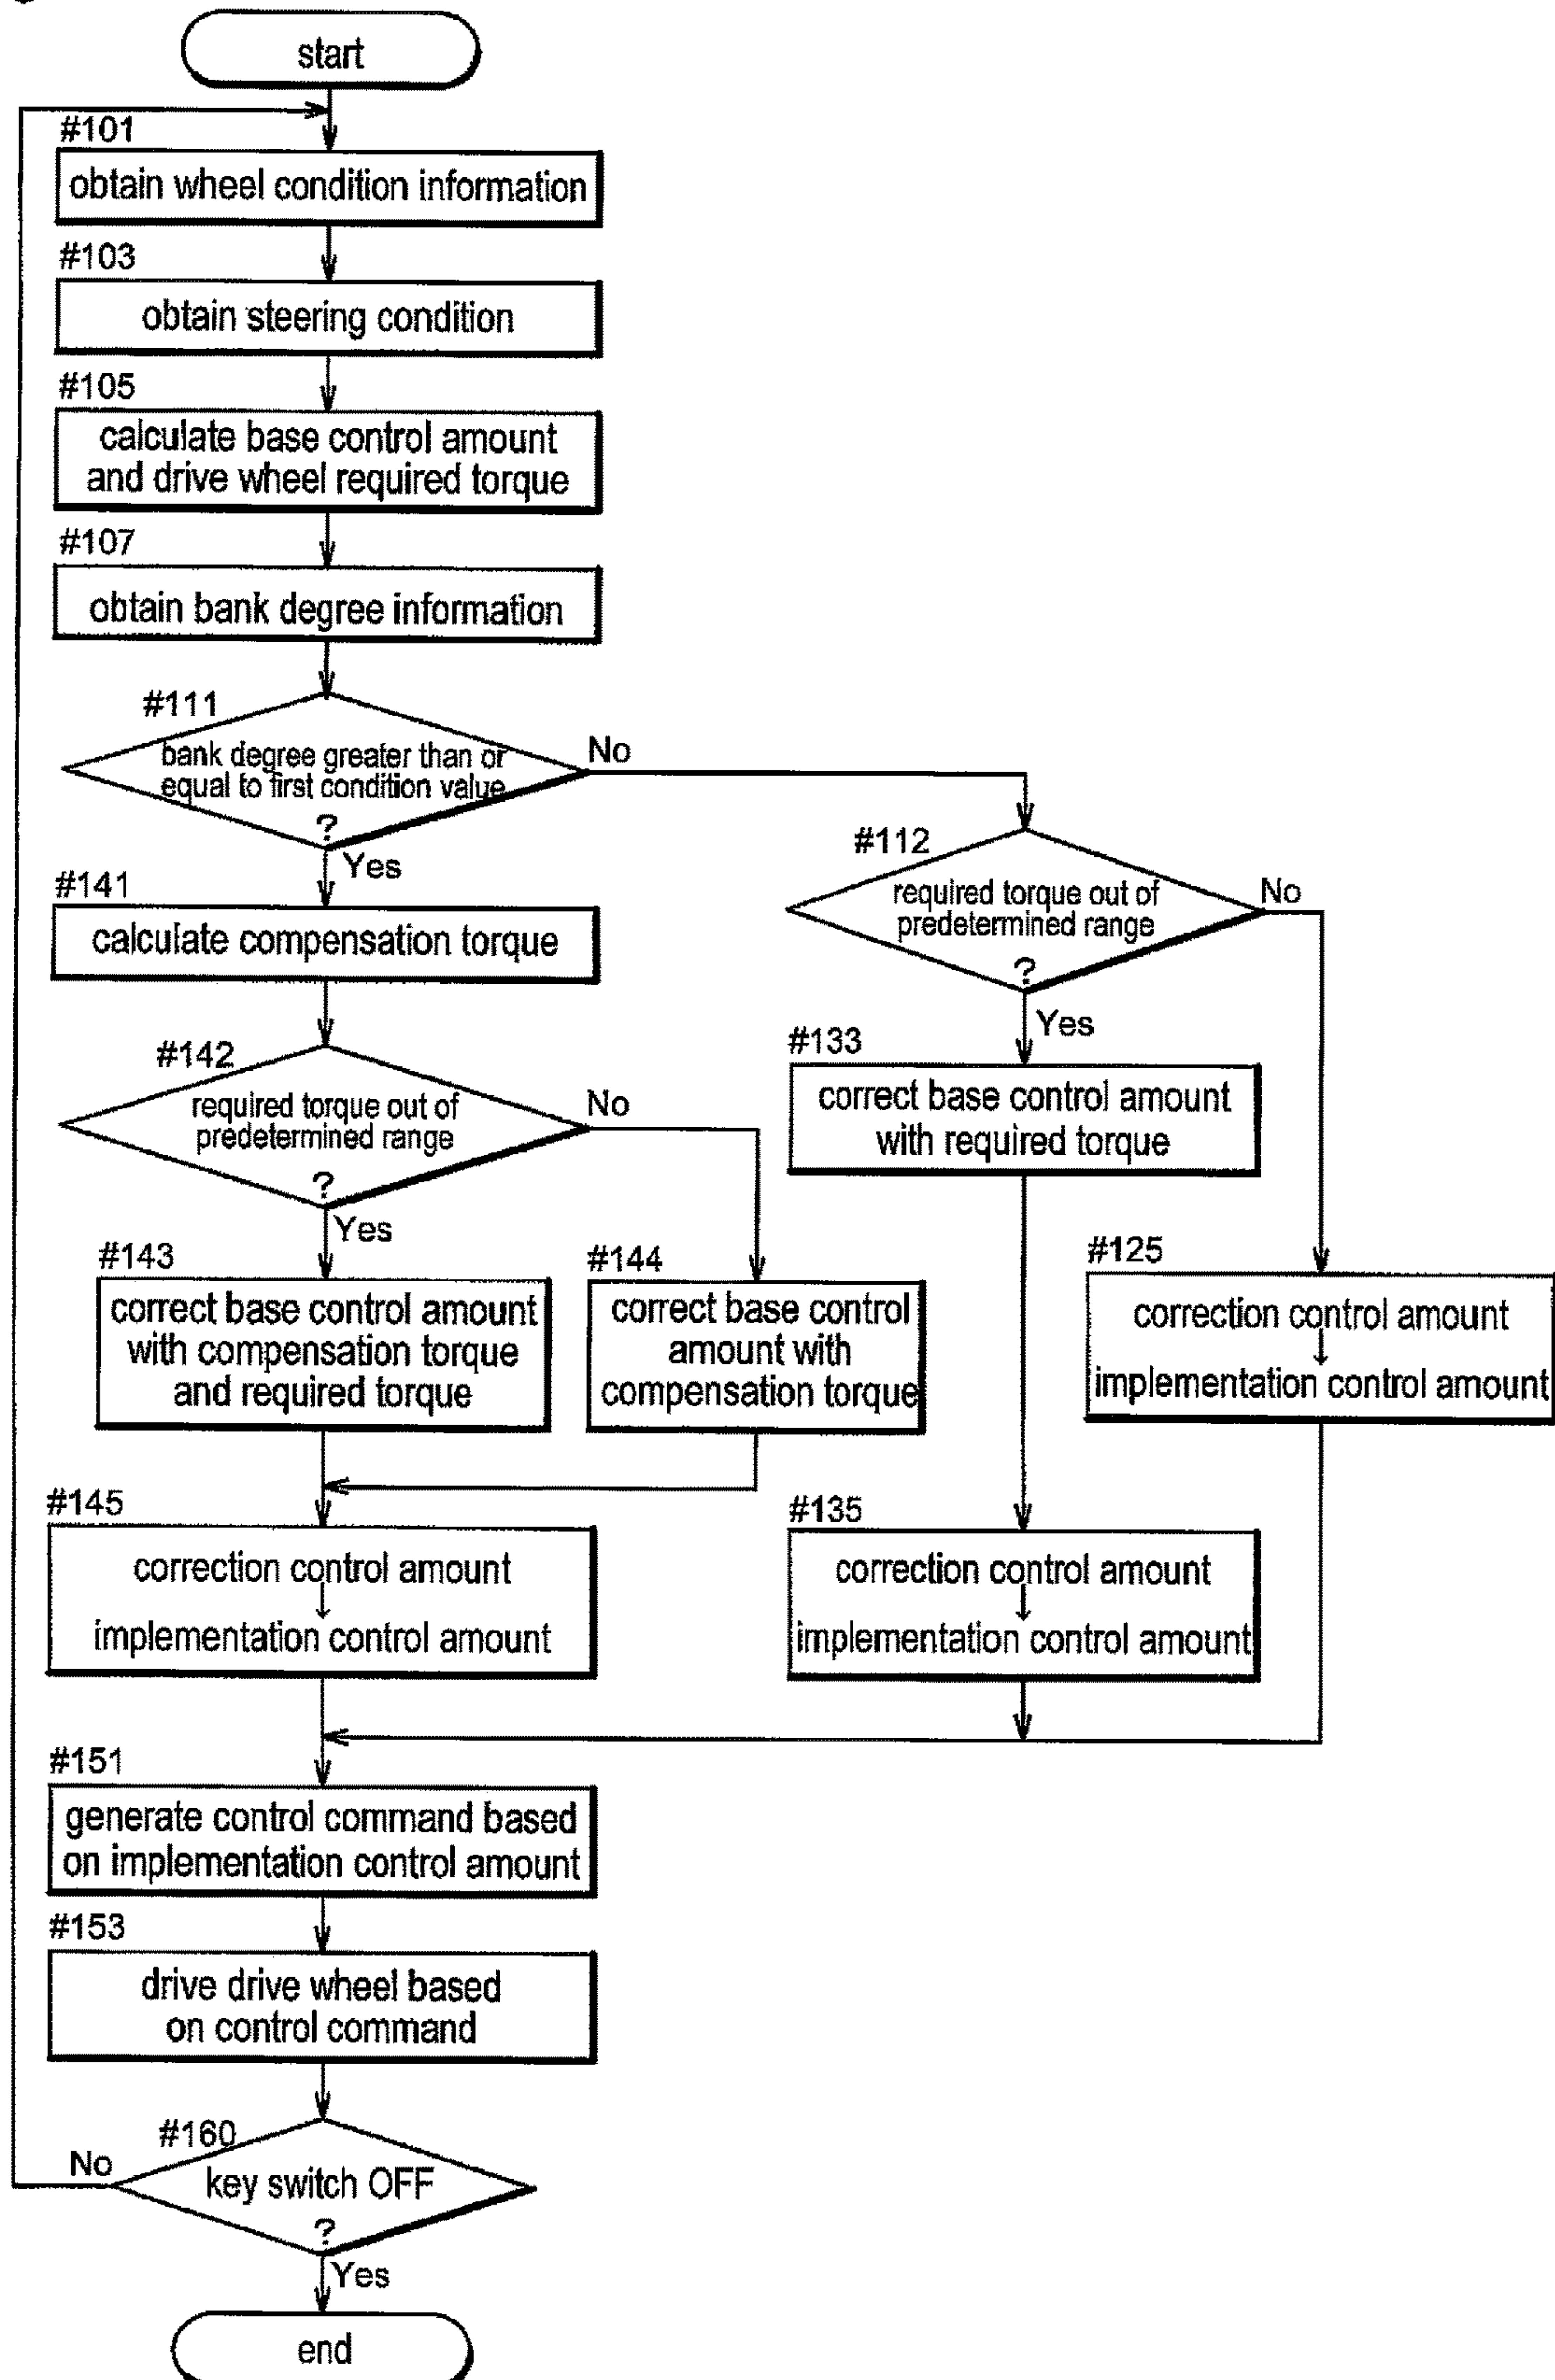 start
#101
obtain wheel condition information
#103
obtain steering condition
#105
calculate base control amount
and drive wheel required torque
#107
obtain bank degree information
#111
bank degree greater than or
equal to first condition value
?
No
Yes
#112
required torque out of
predetermined range
?
No
Yes
#141
calculate compensation torque
#142
required torque out of
predetermined range
?
No
Yes
#133
correct base control amount
with required torque
#143
correct base control amount
with compensation torque
and required torque
#144
correct base control
amount with
compensation torque
#125
correction control amount
↓
implementation control amount
#145
correction control amount
↓
implementation control amount
#135
correction control amount
↓
implementation control amount
#151
generate control command based
on implementation control amount
#153
drive drive wheel based
on control command
#160
key switch OFF
?
No
Yes
end